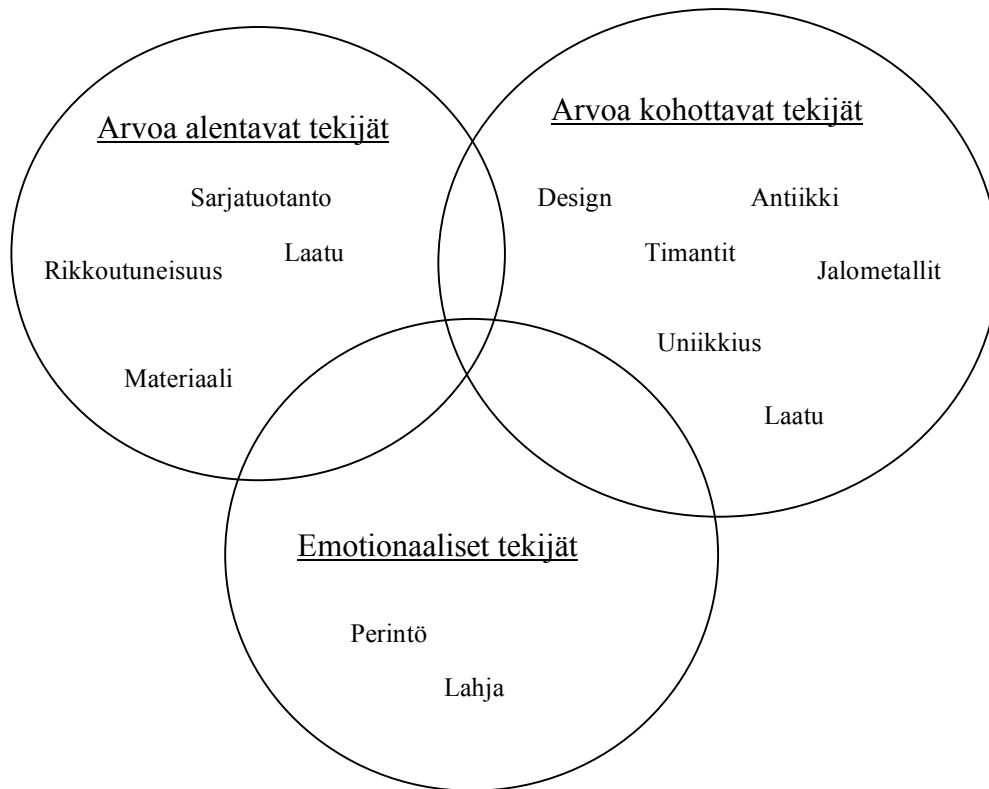 Arvoa alentavat tekijät
Sarjatuotanto
Laatu
Rikkoutuneisuus
Materiaali
Arvoa kohottavat tekijät
Design
Antiikki
Timantit
Jalometallit
Uniikkius
Laatu
Emotionaaliset tekijät
Perintö
Lahja